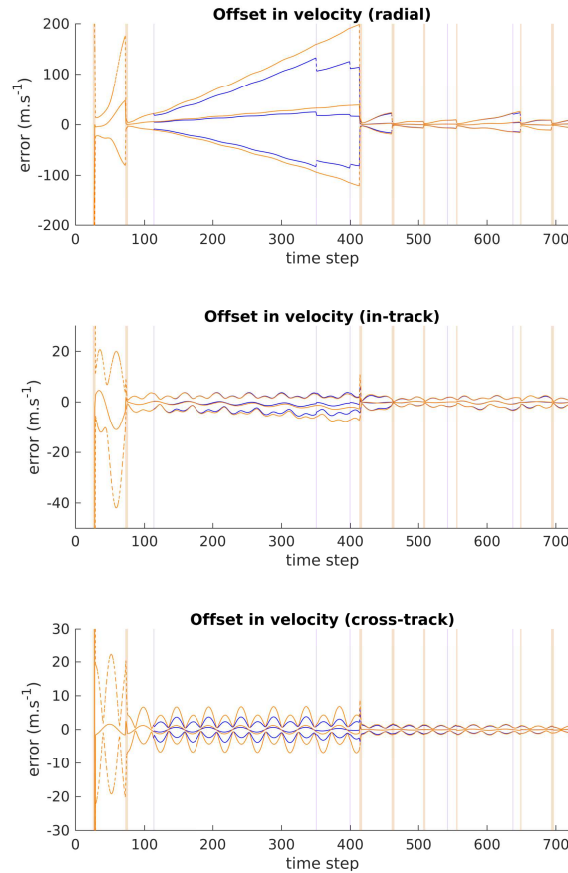 Offset in velocity (radial)
200
100
0
-100
-200
error (m.s⁻¹)
0 100 200 300 400 500 600 700
time step
Offset in velocity (in-track)
20
0
-20
-40
error (m.s⁻¹)
0 100 200 300 400 500 600 700
time step
Offset in velocity (cross-track)
30
20
10
0
-10
-20
-30
error (m.s⁻¹)
0 100 200 300 400 500 600 700
time step